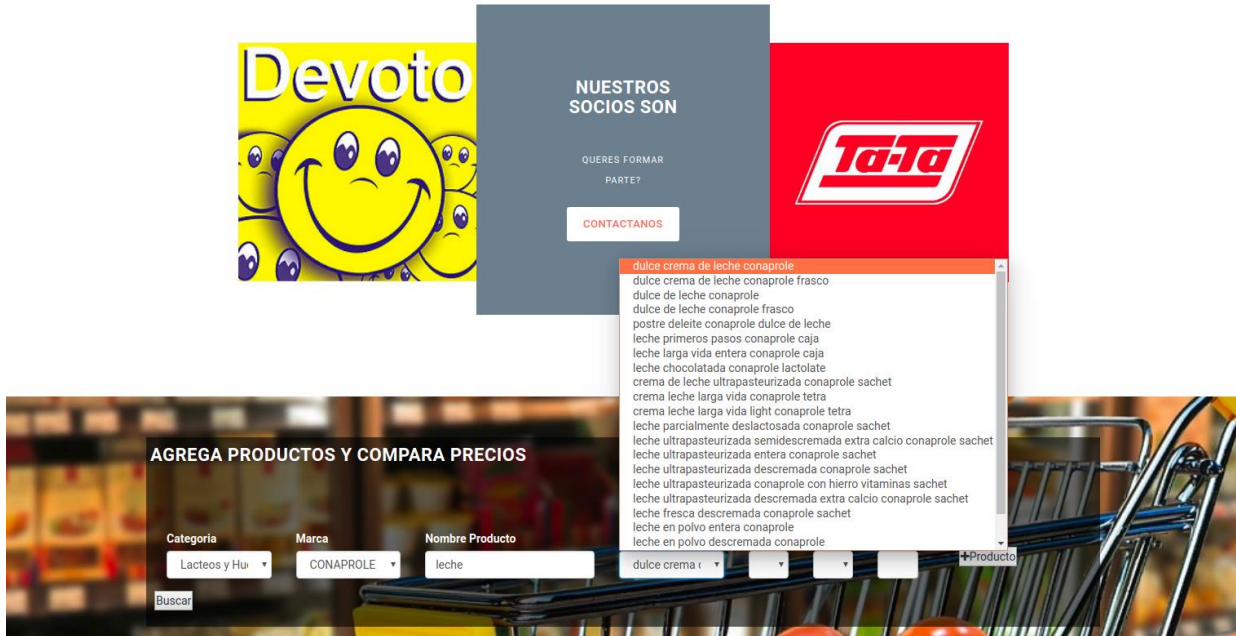 Devoto
NUESTROS
SOCIOS SON
QUERES FORMAR
PARTE?
CONTACTANOS
Ta-Ta
dulce crema de leche conaprole
dulce crema de leche conaprole frasco
dulce de leche conaprole
dulce de leche conaprole frasco
postre deleite conaprole dulce de leche
leche primeros pasos conaprole caja
leche larga vida entera conaprole caja
leche chocolatada conaprole lactolate
crema de leche ultrapasteurizada conaprole sachet
crema leche larga vida conaprole tetra
crema leche larga vida light conaprole tetra
leche parcialmente deslactosada conaprole sachet
leche ultrapasteurizada semidescremada extra calcio conaprole sachet
leche ultrapasteurizada entera conaprole sachet
leche ultrapasteurizada descremada conaprole sachet
leche ultrapasteurizada conaprole con hierro vitaminas sachet
leche ultrapasteurizada descremada extra calcio conaprole sachet
leche fresca descremada conaprole sachet
leche en polvo entera conaprole
leche en polvo descremada conaprole
AGREGA PRODUCTOS Y COMPARA PRECIOS
Categoria Marca Nombre Producto
Lacteos y Hu CONAPROLE leche dulce crema +Producto
Buscar